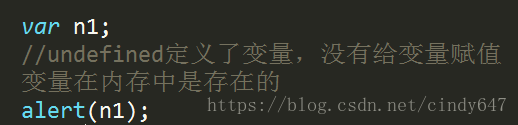 var n1;
//undefined定义了变量，没有给变量赋值
变量在内存中是存在的
alert(n1);
https://blog.csdn.net/cindy647